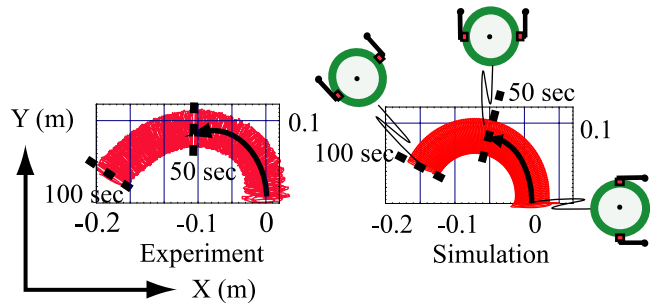 Y (m)
0.1
50 sec
100 sec
-0.2
-0.1
0
Experiment
X (m)
50 sec
0.1
100 sec
-0.2
-0.1
0
Simulation